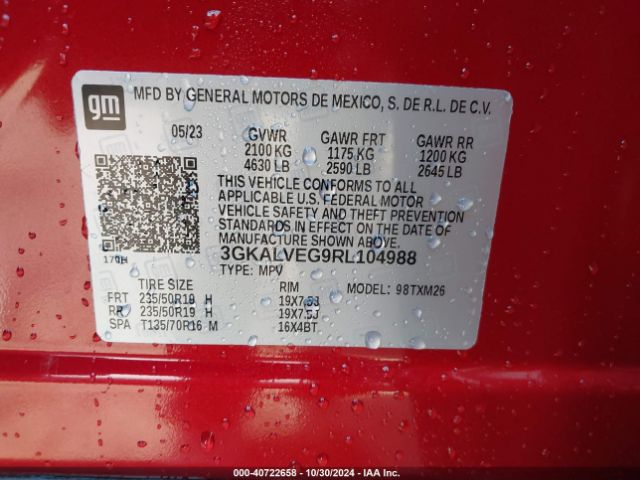 gm
MFD BY GENERAL MOTORS DE MEXICO, S. DE R.L. DE C.V.
05/23 GVWR GAWR FRT GAWR RR
2100 KG 1175 KG 1200 KG
4630 LB 2590 LB 2645 LB
THIS VEHICLE CONFORMS TO ALL
APPLICABLE U.S. FEDERAL MOTOR
VEHICLE SAFETY AND THEFT PREVENTION
STANDARDS IN EFFECT ON THE DATE OF
MANUFACTURE SHOWN ABOVE.
170H 3GKALVEG9RL104988
TYPE: MPV
TIRE SIZE RIM MODEL: 98TXM26
FRT 235/50R19 H 19X7.5J
RR 235/50R19 H 19X7.5J
SPA T135/70R16 M 16X4BT
000-40722658 - 10/30/2024 - IAA Inc.